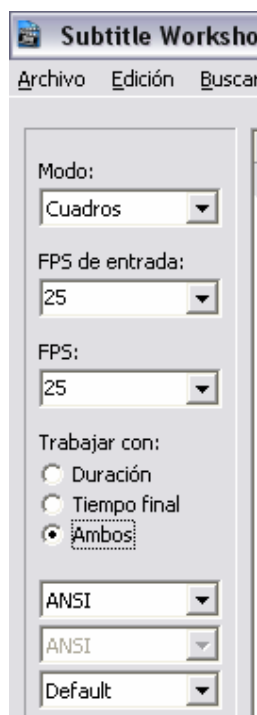 Subtitle Worksho
Archivo Edición Buscar
Modo:
Cuadros
FPS de entrada:
25
FPS:
25
Trabajar con:
Duración
Tiempo final
Ambos
ANSI
ANSI
Default